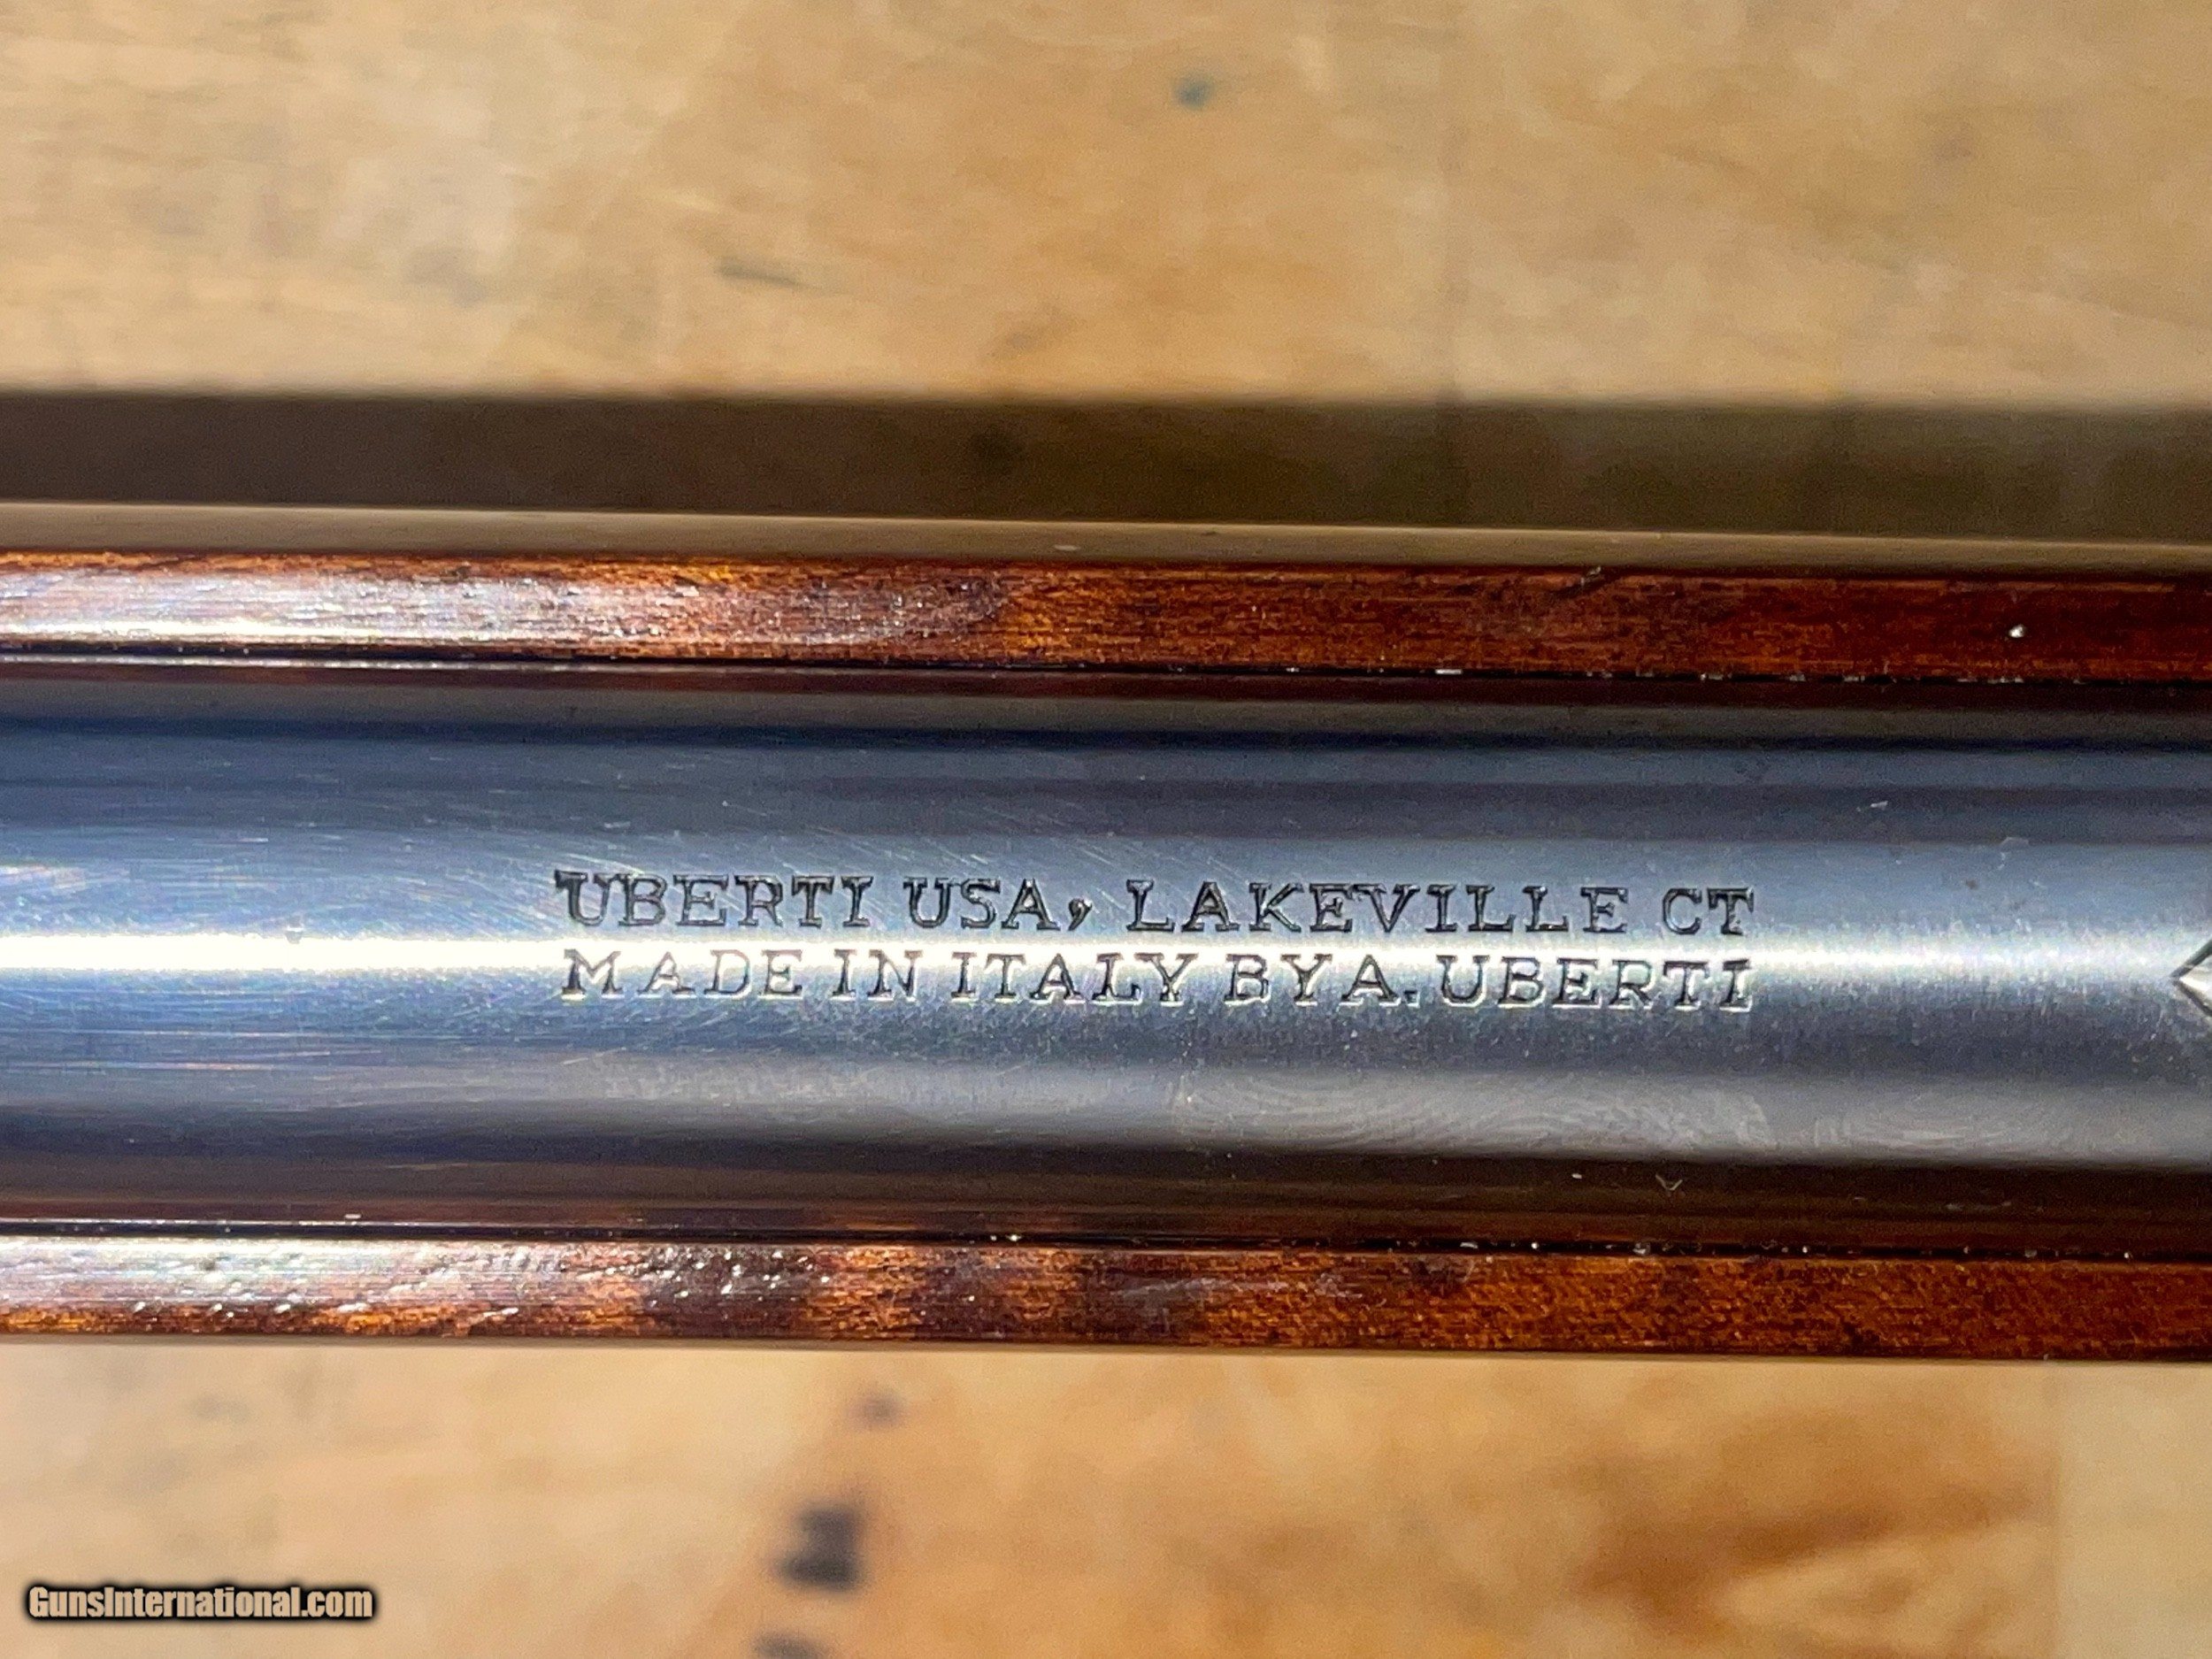 UBERTI USA, LAKEVILLE CT
MADE IN ITALY BY A. UBERTI
GunsInternational.com